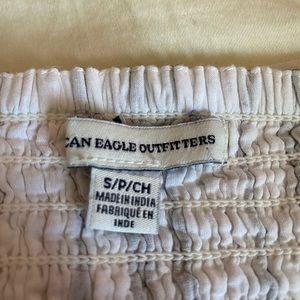 CAN EAGLE OUTFITTERS
S/P/CH
MADE IN INDIA
FABRIQUÉ EN
INDE